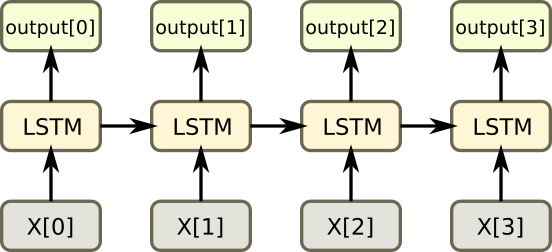 output[0] output[1] output[2] output[3]
LSTM LSTM LSTM LSTM
X[0] X[1] X[2] X[3]